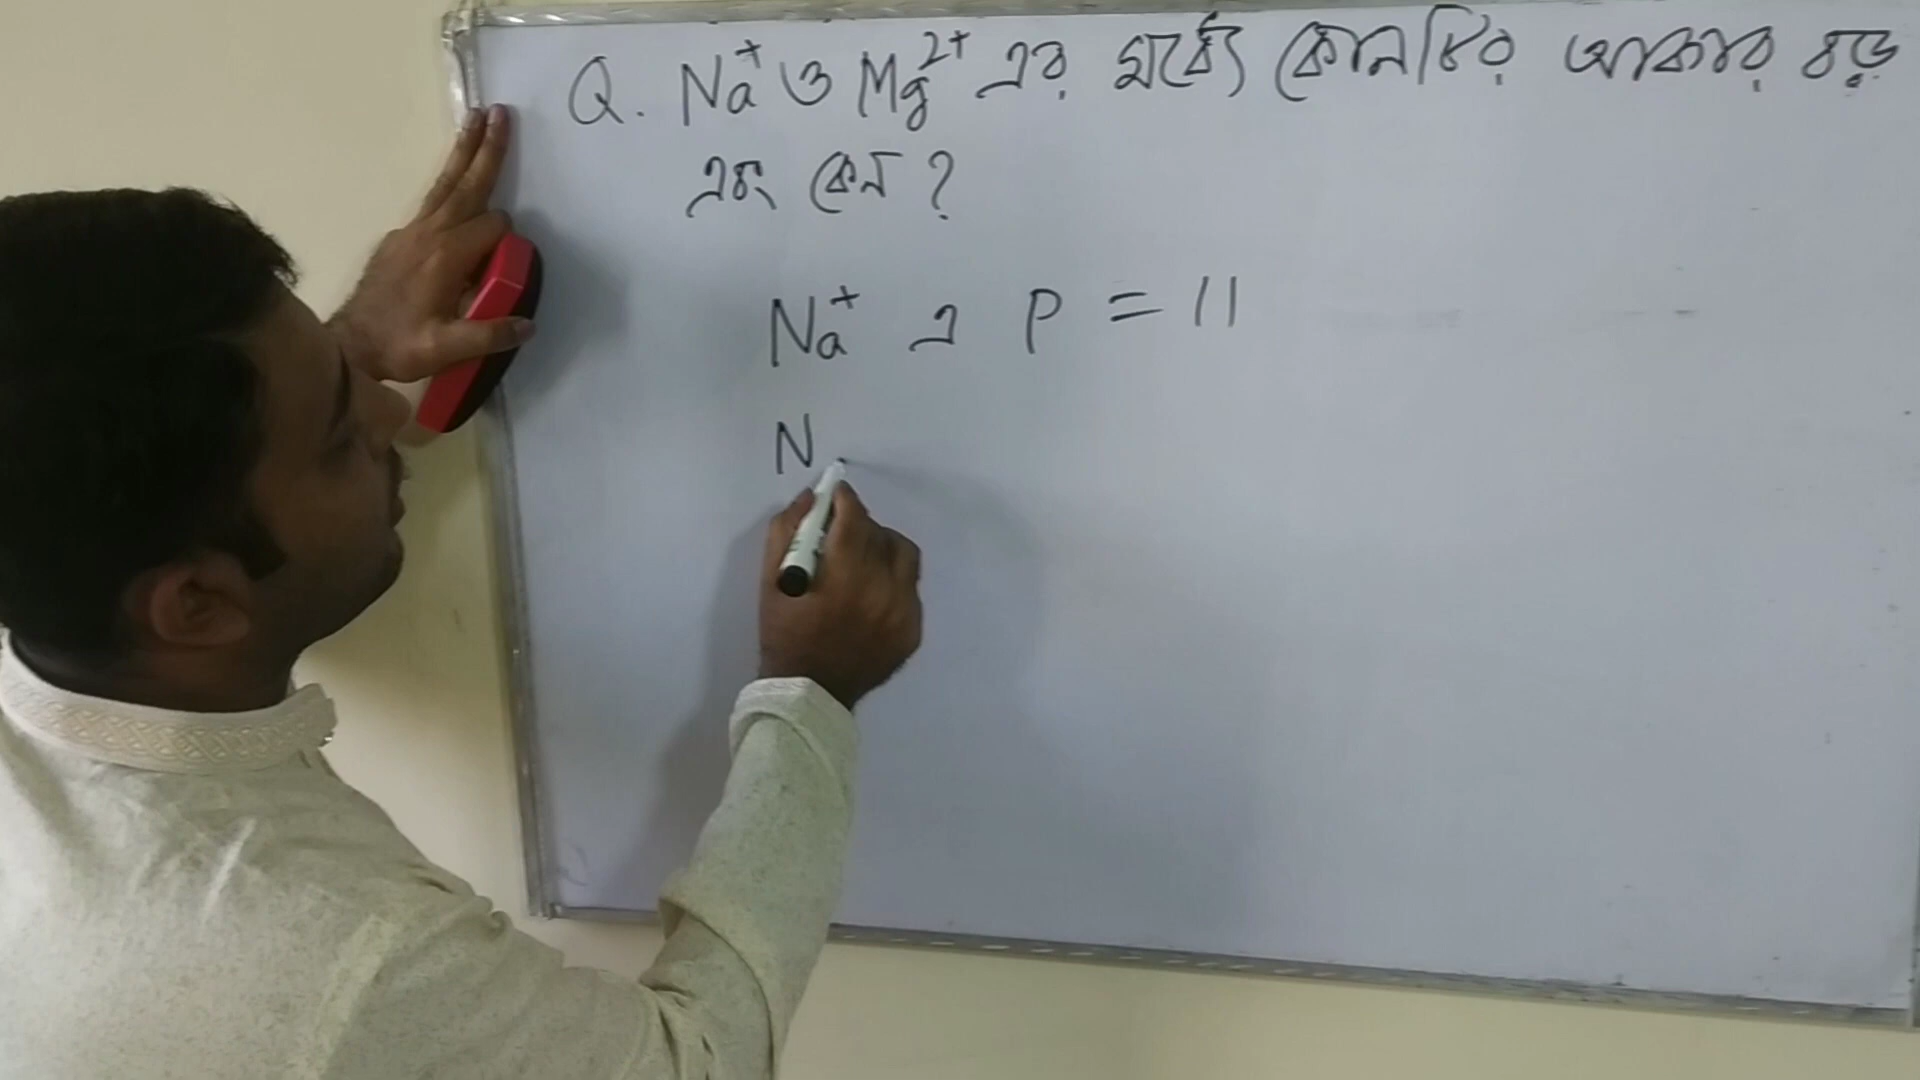 Q. Na⁺ ও Mg²⁺ এর মধ্যে কোনটির আকার বড়
এবং কেন ?
Na⁺ এ P = 11
N